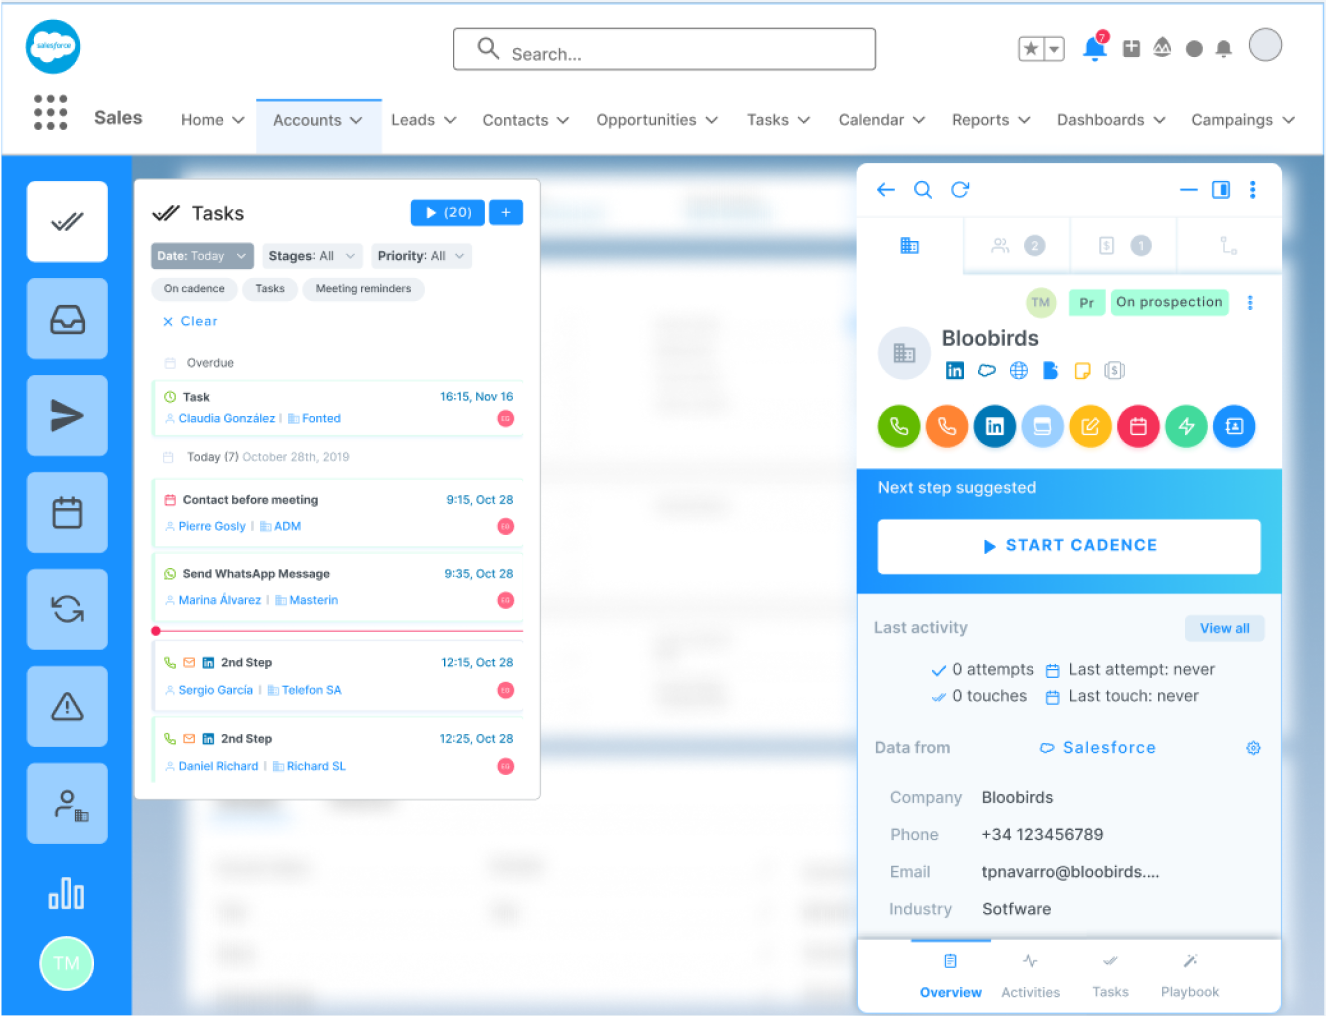 salesforce
Search...
7
Sales
Home
Accounts
Leads
Contacts
Opportunities
Tasks
Calendar
Reports
Dashboards
Campaings
Tasks
(20)
+
Date: Today
Stages: All
Priority: All
On cadence
Tasks
Meeting reminders
× Clear
Overdue
Task 16:15, Nov 16
Claudia González | Fonted
EG
Today (7) October 28th, 2019
Contact before meeting 9:15, Oct 28
Pierre Gosly | ADM
EG
Send WhatsApp Message 9:35, Oct 28
Marina Álvarez | Masterin
EG
2nd Step 12:15, Oct 28
Sergio García | Telefon SA
EG
2nd Step 12:25, Oct 28
Daniel Richard | Richard SL
EG
TM
2
1
TM Pr On prospection
Bloobirds
Next step suggested
START CADENCE
Last activity View all
0 attempts Last attempt: never
0 touches Last touch: never
Data from Salesforce
Company Bloobirds
Phone +34 123456789
Email tpnavarro@bloobirds....
Industry Sotfware
Overview
Activities
Tasks
Playbook